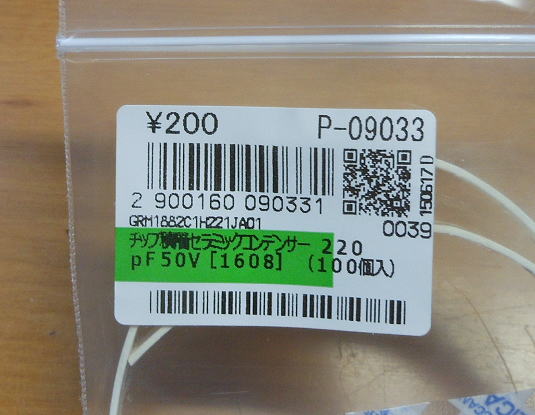 ¥200
P-09033
2 900160 090331
GRM1882C1H221JA01
0039
150617D
チップ積層セラミックコンデンサー 220
pF50V [1608] (100個入)